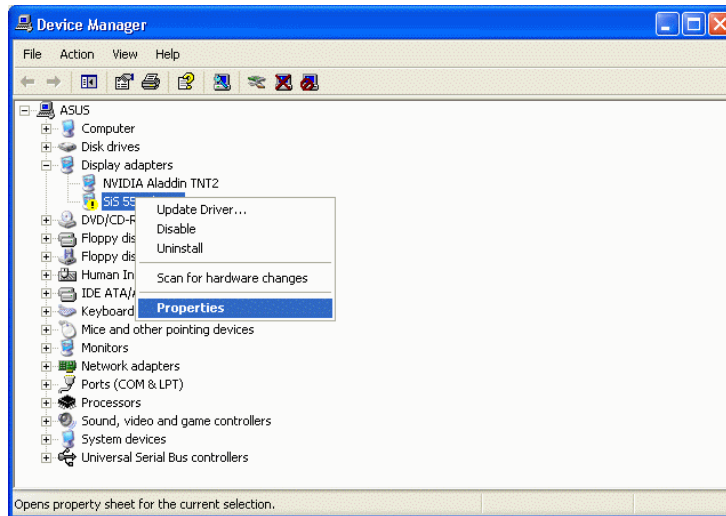 Device Manager
File Action View Help
ASUS
Computer
Disk drives
Display adapters
NVIDIA Aladdin TNT2
SiS 55
DVD/CD-R
Floppy dis
Floppy dis
Human In
IDE ATA/
Keyboard
Mice and other pointing devices
Monitors
Network adapters
Ports (COM & LPT)
Processors
Sound, video and game controllers
System devices
Universal Serial Bus controllers
Update Driver...
Disable
Uninstall
Scan for hardware changes
Properties
Opens property sheet for the current selection.